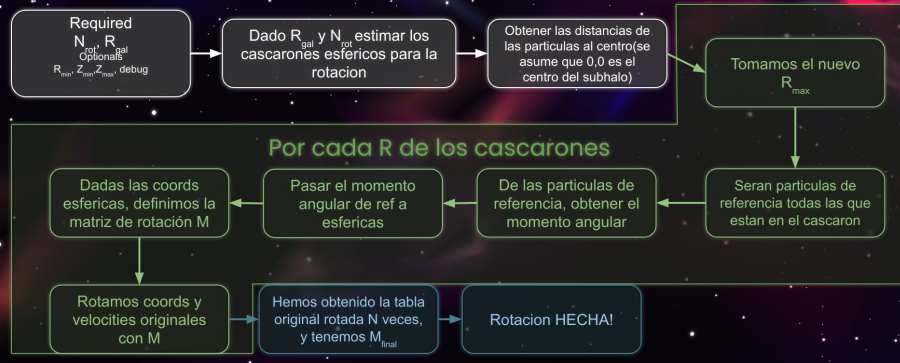 Required
N_rot, R_gal
Optionals
R_min, Z_min,Z_max, debug
Dado R_gal y N_rot estimar los
cascarones esfericos para la
rotacion
Obtener las distancias de
las particulas al centro(se
asume que 0,0 es el
centro del subhalo)
Tomamos el nuevo
R_max
Por cada R de los cascarones
Seran particulas de
referencia todas las que
estan en el cascaron
De las particulas de
referencia, obtener el
momento angular
Pasar el momento
angular de ref a
esfericas
Dadas las coords
esfericas, definimos la
matriz de rotación M
Rotamos coords y
velocities originales
con M
Hemos obtenido la tabla
original rotada N veces,
y tenemos M_final
Rotacion HECHA!